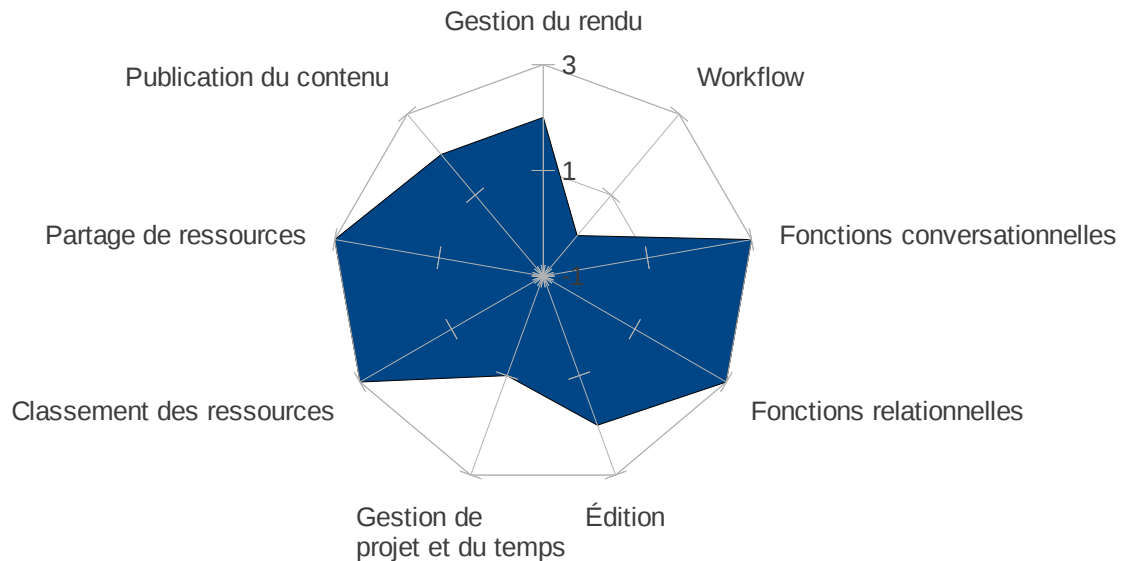 Gestion du rendu
3
Publication du contenu
Workflow
1
Partage de ressources
Fonctions conversationnelles
-1
Classement des ressources
Fonctions relationnelles
Gestion de
projet et du temps
Édition